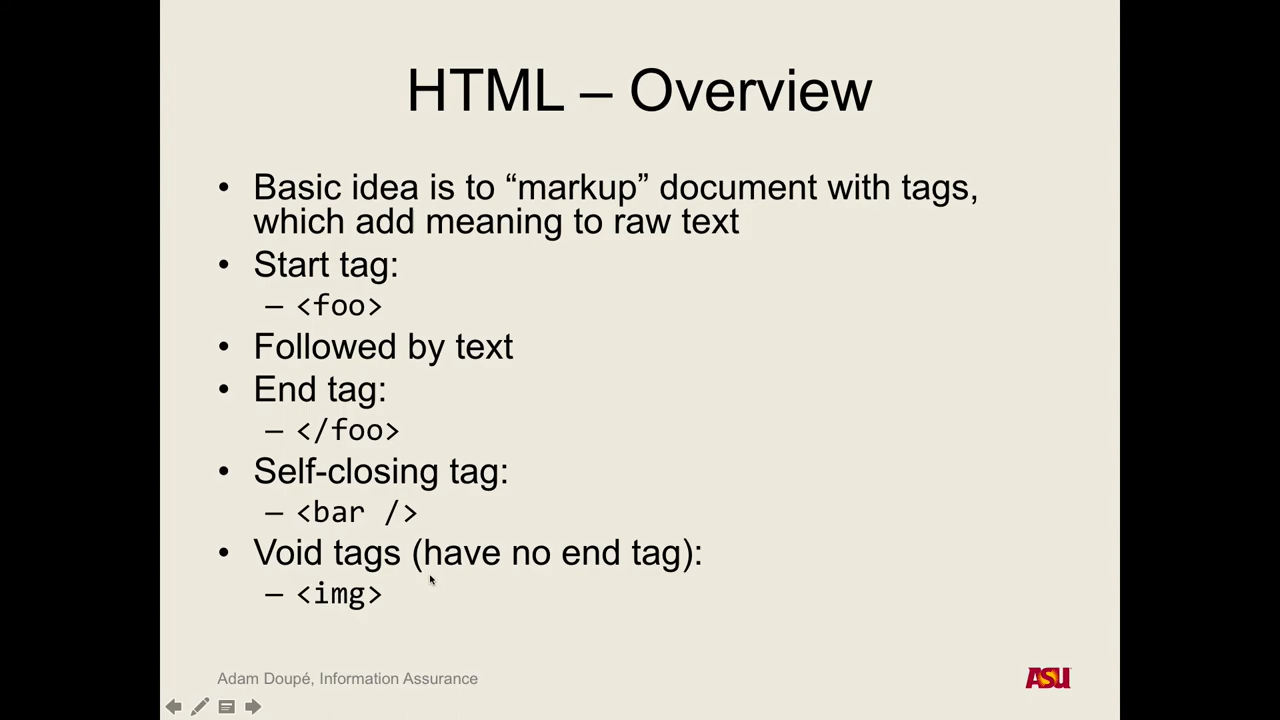 HTML – Overview
• Basic idea is to “markup” document with tags,
which add meaning to raw text
• Start tag:
– <foo>
• Followed by text
• End tag:
– </foo>
• Self-closing tag:
– <bar />
• Void tags (have no end tag):
– <img>
Adam Doupé, Information Assurance
ASU